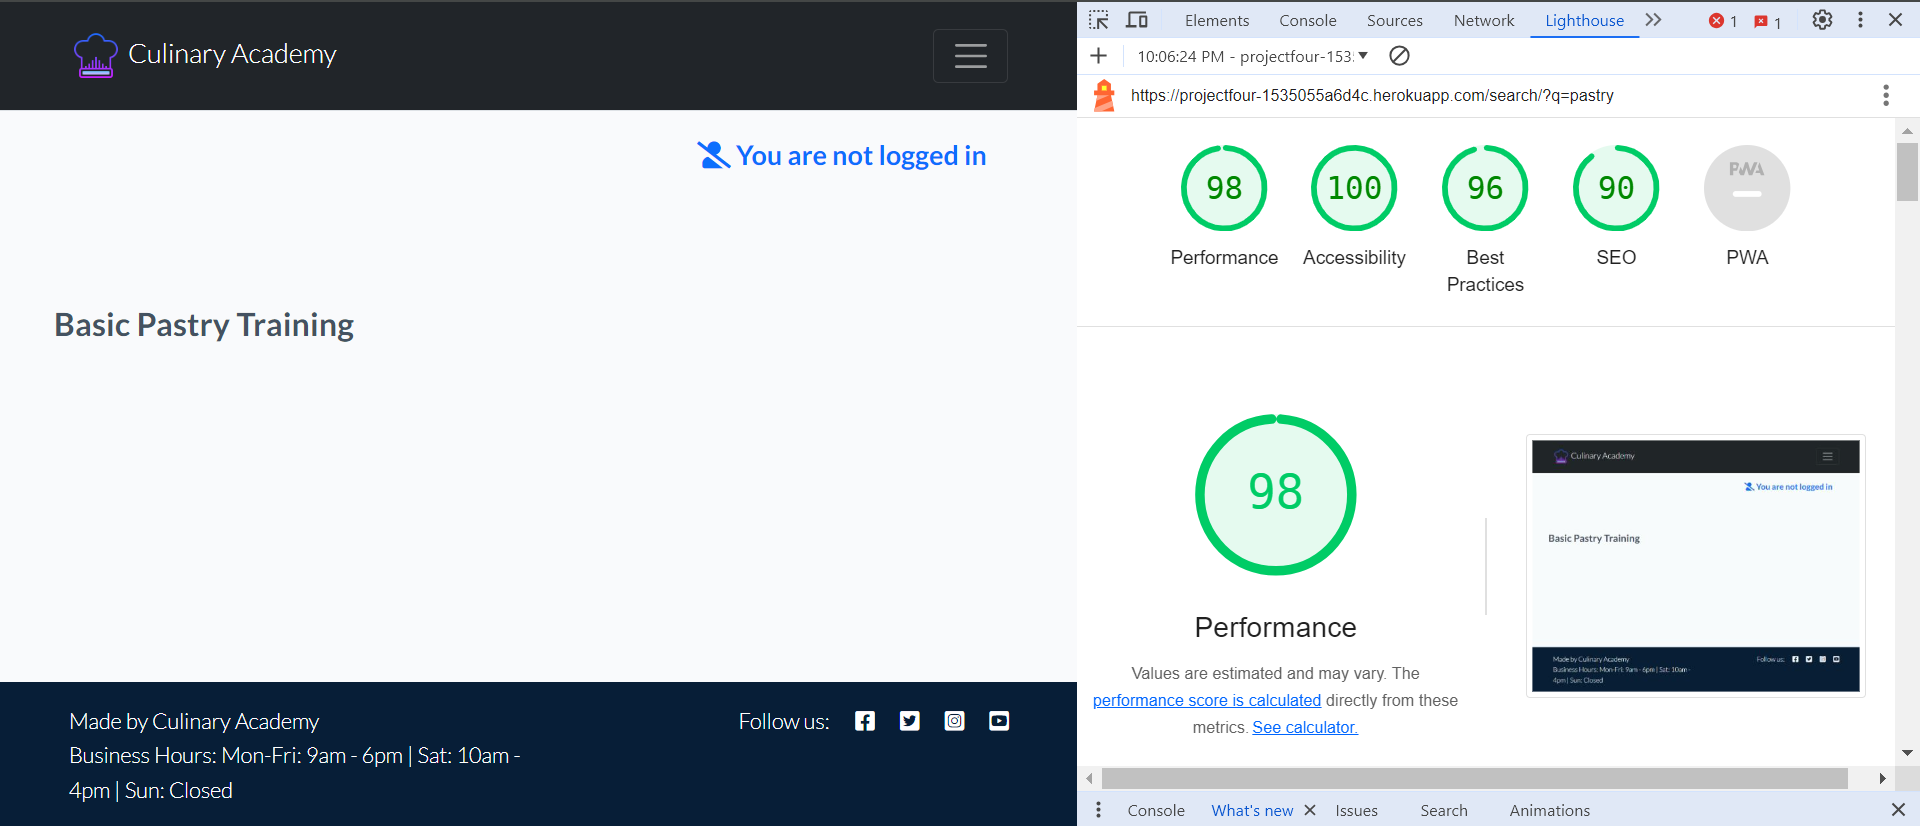 Culinary Academy
You are not logged in
Basic Pastry Training
Made by Culinary Academy
Business Hours: Mon-Fri: 9am - 6pm | Sat: 10am -
4pm | Sun: Closed
Follow us:
Elements Console Sources Network Lighthouse 1 1
10:06:24 PM - projectfour-153
https://projectfour-1535055a6d4c.herokuapp.com/search/?q=pastry
98 100 96 90 PWA
Performance Accessibility Best Practices SEO PWA
98
Performance
Values are estimated and may vary. The
performance score is calculated directly from these
metrics. See calculator.
Culinary Academy
You are not logged in
Basic Pastry Training
Made by Culinary Academy
Business Hours: Mon-Fri: 9am - 6pm | Sat: 10am -
4pm | Sun: Closed
Follow us:
Console What's new Issues Search Animations